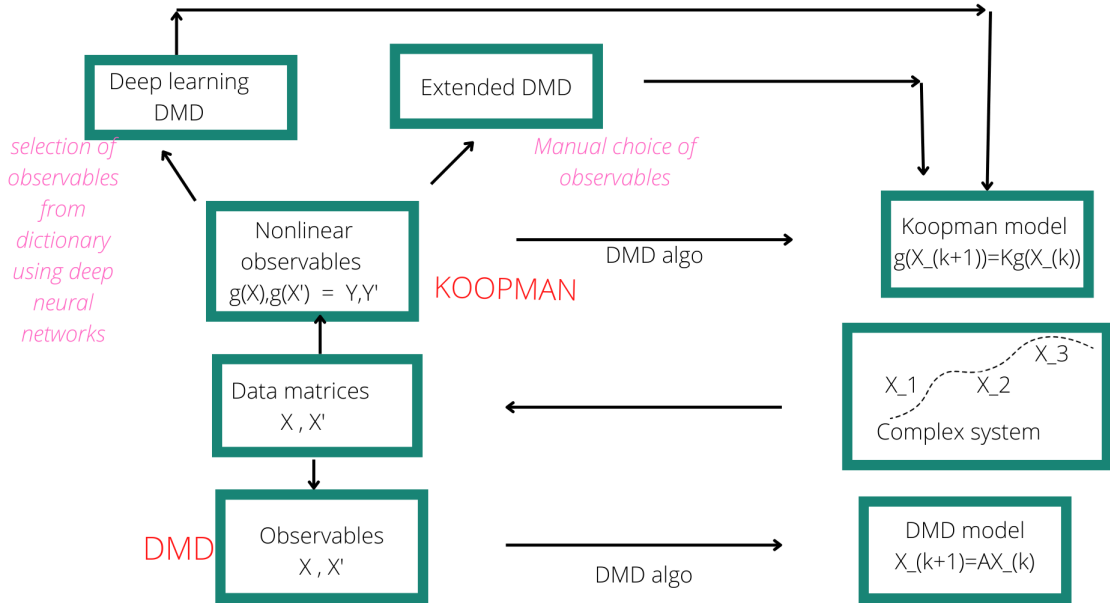 Deep learning
DMD
Extended DMD
selection of
observables
from
dictionary
using deep
neural
networks
Manual choice of
observables
Nonlinear
observables
g(X),g(X') = Y,Y'
KOOPMAN
DMD algo
Koopman model
g(X_(k+1))=Kg(X_(k))
Data matrices
X , X'
X_1
X_2
X_3
Complex system
DMD
Observables
X , X'
DMD algo
DMD model
X_(k+1)=AX_(k)